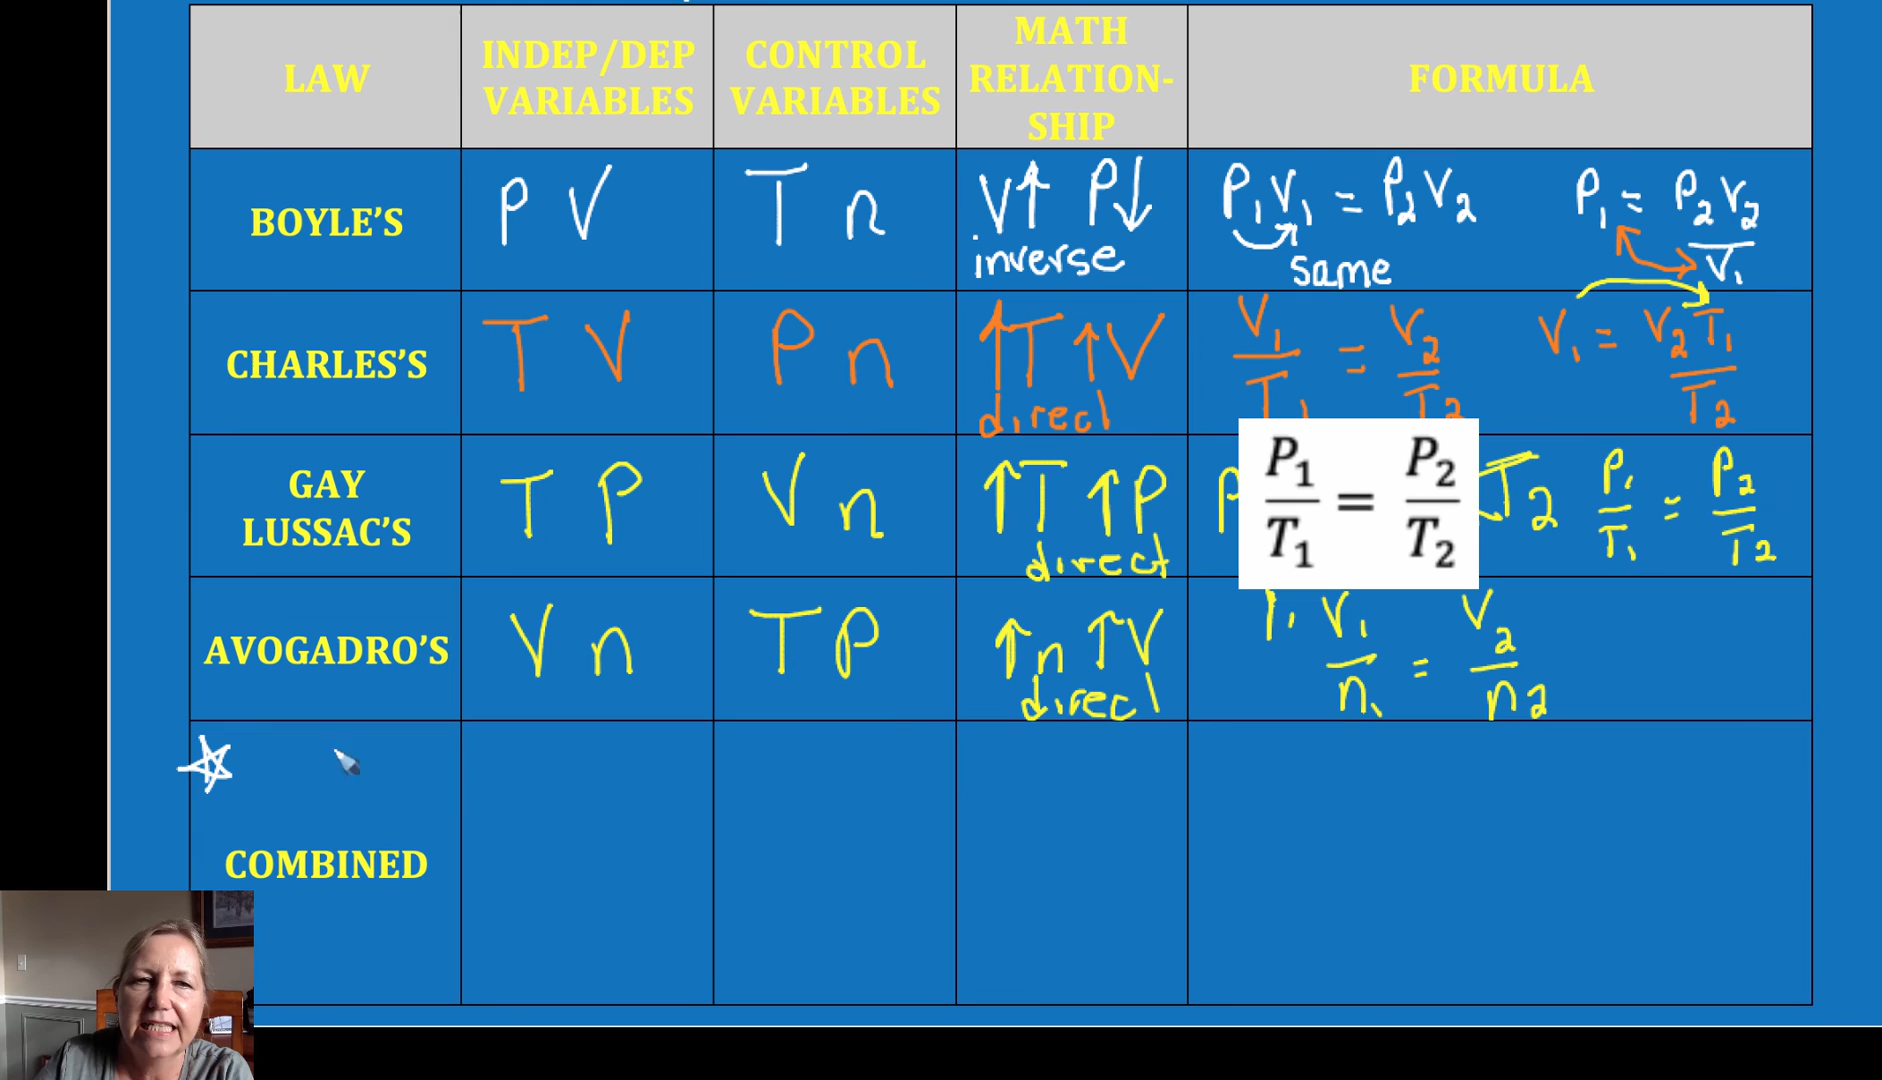 LAW
INDEP/DEP
VARIABLES
CONTROL
VARIABLES
MATH
RELATION-
SHIP
FORMULA
BOYLE'S
P V
T n
V↑ P↓
inverse
P₁V₁ = P₂V₂
same
P₁ = P₂V₂
V₁
CHARLES'S
T V
P n
↑T ↑V
direct
V₁/T₁ = V₂/T₂
V₁ = V₂T₁/T₂
GAY
LUSSAC'S
T P
V n
↑T ↑P
direct
P
P₁/T₁ = P₂/T₂
T₂
P₁/T₁ = P₂/T₂
AVOGADRO'S
V n
T P
↑n ↑V
direct
V₁/n₁ = V₂/n₂
COMBINED